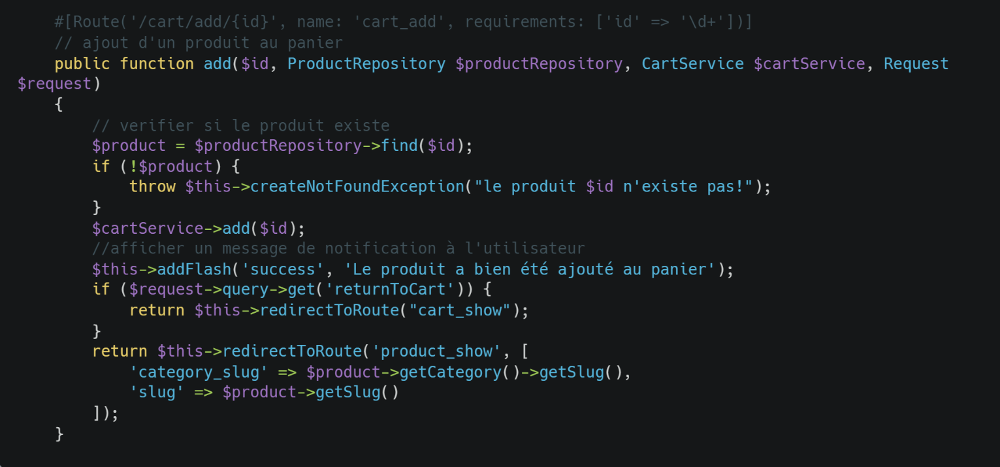 #[Route('/cart/add/{id}', name: 'cart_add', requirements: ['id' => '\d+'])]
// ajout d'un produit au panier
public function add($id, ProductRepository $productRepository, CartService $cartService, Request
$request)
{
// verifier si le produit existe
$product = $productRepository->find($id);
if (!$product) {
throw $this->createNotFoundException("le produit $id n'existe pas!");
}
$cartService->add($id);
//afficher un message de notification à l'utilisateur
$this->addFlash('success', 'Le produit a bien été ajouté au panier');
if ($request->query->get('returnToCart')) {
return $this->redirectToRoute("cart_show");
}
return $this->redirectToRoute('product_show', [
'category_slug' => $product->getCategory()->getSlug(),
'slug' => $product->getSlug()
]);
}